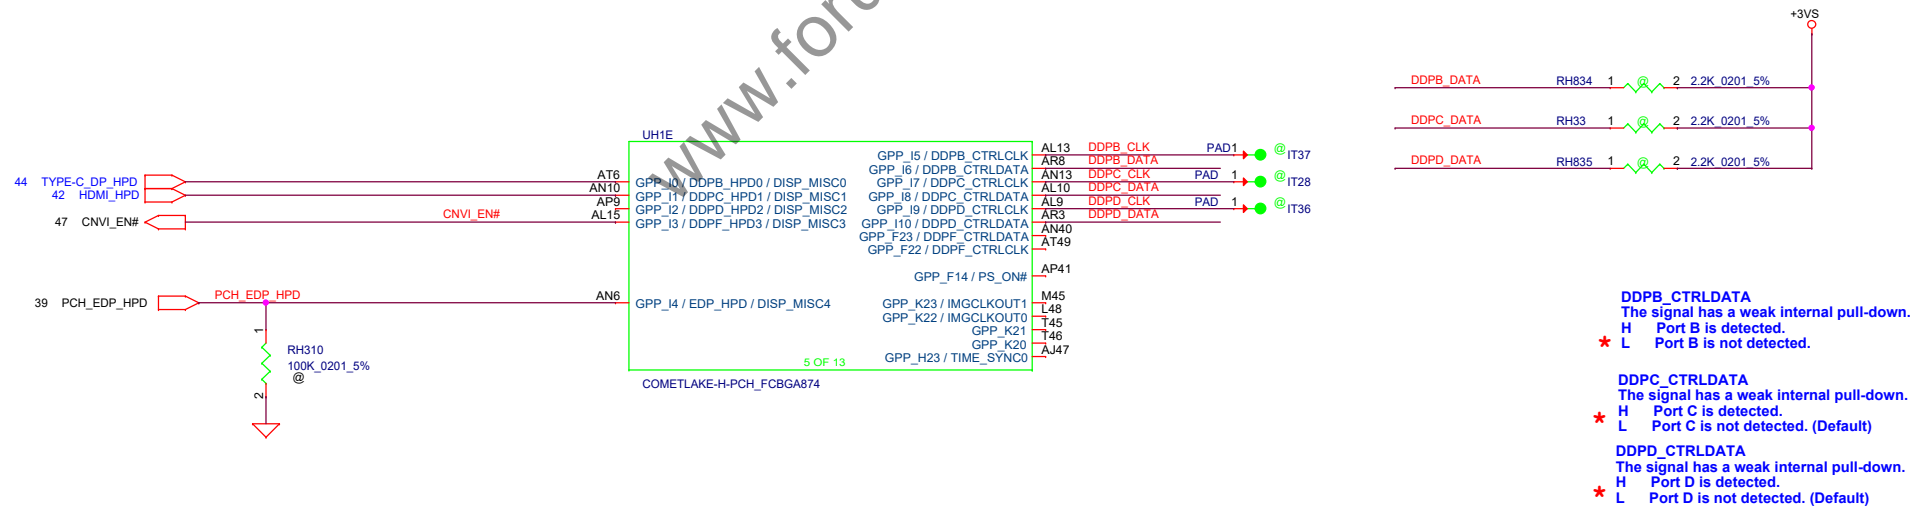 www.for
+3VS
DDPB_DATA RH834 1 @ 2 2.2K_0201_5%
DDPC_DATA RH33 1 @ 2 2.2K_0201_5%
DDPD_DATA RH835 1 @ 2 2.2K_0201_5%
UH1E
44 TYPE-C_DP_HPD
42 HDMI_HPD
47 CNVI_EN#
CNVI_EN#
39 PCH_EDP_HPD
PCH_EDP_HPD
AT6
AN10
AP9
AL15
AN6
GPP_I0 / DDPB_HPD0 / DISP_MISC0
GPP_I1 / DDPC_HPD1 / DISP_MISC1
GPP_I2 / DDPD_HPD2 / DISP_MISC2
GPP_I3 / DDPF_HPD3 / DISP_MISC3
GPP_I4 / EDP_HPD / DISP_MISC4
GPP_I5 / DDPB_CTRLCLK
GPP_I6 / DDPB_CTRLDATA
GPP_I7 / DDPC_CTRLCLK
GPP_I8 / DDPC_CTRLDATA
GPP_I9 / DDPD_CTRLCLK
GPP_I10 / DDPD_CTRLDATA
GPP_F23 / DDPF_CTRLDATA
GPP_F22 / DDPF_CTRLCLK
GPP_F14 / PS_ON#
GPP_K23 / IMGCLKOUT1
GPP_K22 / IMGCLKOUT0
GPP_K21
GPP_K20
GPP_H23 / TIME_SYNC0
5 OF 13
COMETLAKE-H-PCH_FCBGA874
AL13 DDPB_CLK PAD 1 @ IT37
AR8 DDPB_DATA
AN13 DDPC_CLK PAD 1 @ IT28
AL10 DDPC_DATA
AL9 DDPD_CLK PAD 1 @ IT36
AR3 DDPD_DATA
AN40
AT49
AP41
M45
L48
T45
T46
AJ47
1
RH310
100K_0201_5%
@
2
DDPB_CTRLDATA
The signal has a weak internal pull-down.
H Port B is detected.
* L Port B is not detected.
DDPC_CTRLDATA
The signal has a weak internal pull-down.
H Port C is detected.
* L Port C is not detected. (Default)
DDPD_CTRLDATA
The signal has a weak internal pull-down.
H Port D is detected.
* L Port D is not detected. (Default)